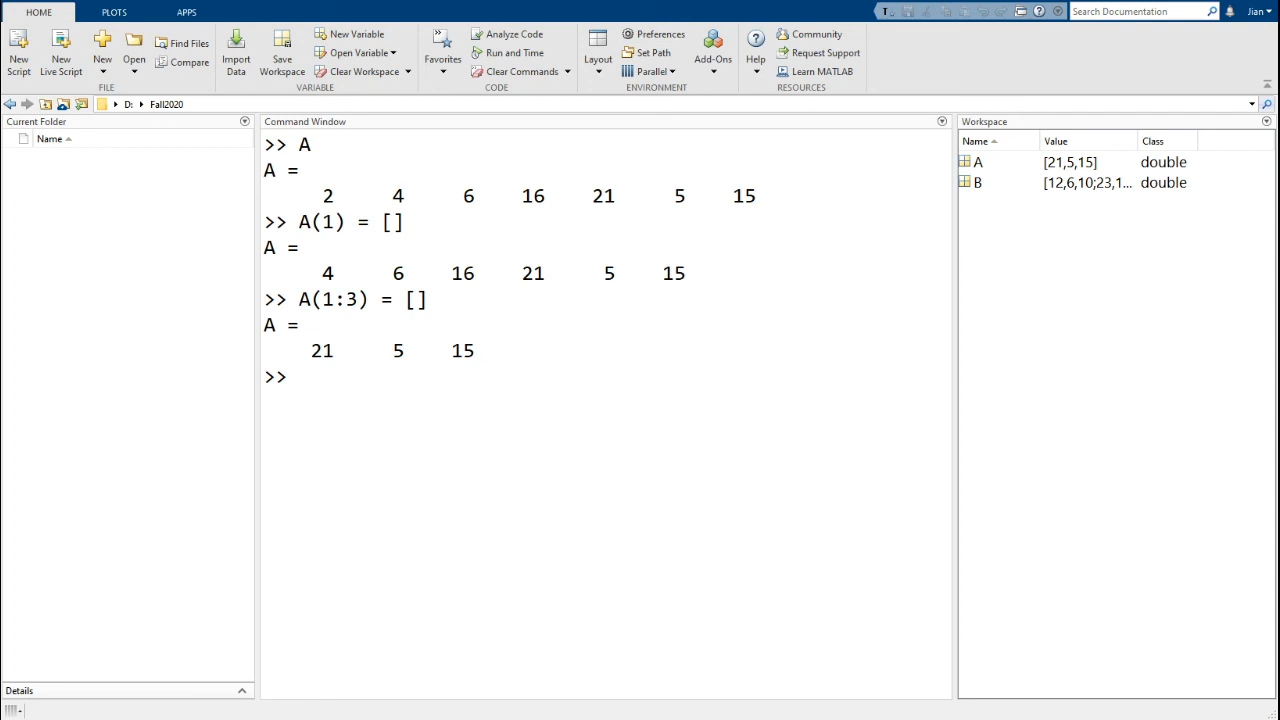 HOME PLOTS APPS
T. Search Documentation Jian
New Script
New Live Script
New
Open
Find Files
Compare
FILE
Import Data
Save Workspace
New Variable
Open Variable
Clear Workspace
VARIABLE
Favorites
Analyze Code
Run and Time
Clear Commands
CODE
Layout
Preferences
Set Path
Parallel
Add-Ons
ENVIRONMENT
Help
Community
Request Support
Learn MATLAB
RESOURCES
D: Fall2020
Current Folder
Name
Details
Command Window
>> A
A =
2 4 6 16 21 5 15
>> A(1) = []
A =
4 6 16 21 5 15
>> A(1:3) = []
A =
21 5 15
>>
Workspace
Name Value Class
A [21,5,15] double
B [12,6,10;23,1... double